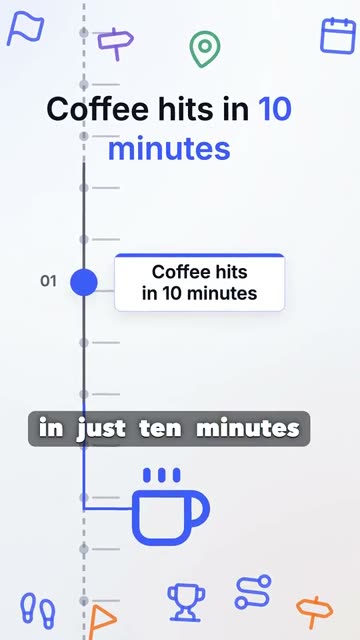 Coffee hits in 10
minutes
01
Coffee hits
in 10 minutes
in just ten minutes